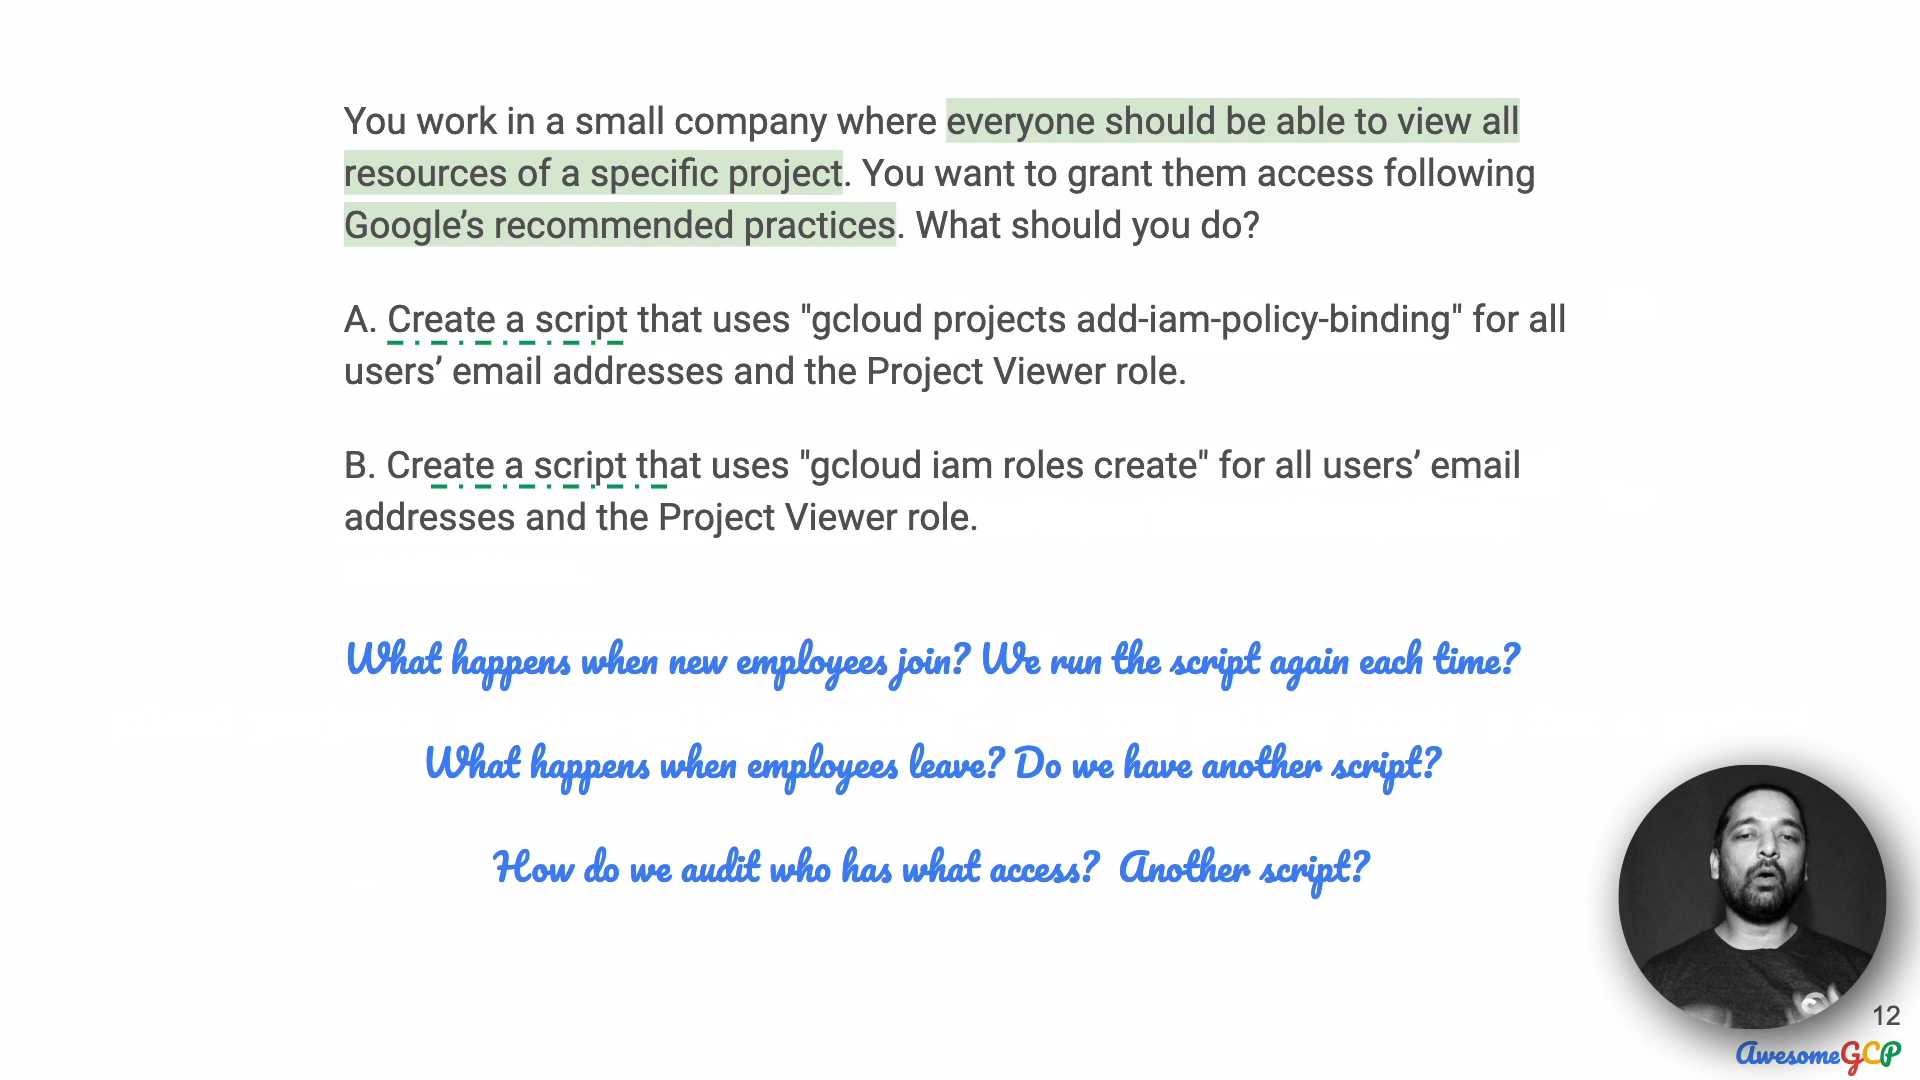 You work in a small company where everyone should be able to view all
resources of a specific project. You want to grant them access following
Google’s recommended practices. What should you do?
A. Create a script that uses "gcloud projects add-iam-policy-binding" for all
users’ email addresses and the Project Viewer role.
B. Create a script that uses "gcloud iam roles create" for all users’ email
addresses and the Project Viewer role.
What happens when new employees join? We run the script again each time?
What happens when employees leave? Do we have another script?
How do we audit who has what access? Another script?
12
AwesomeGCP